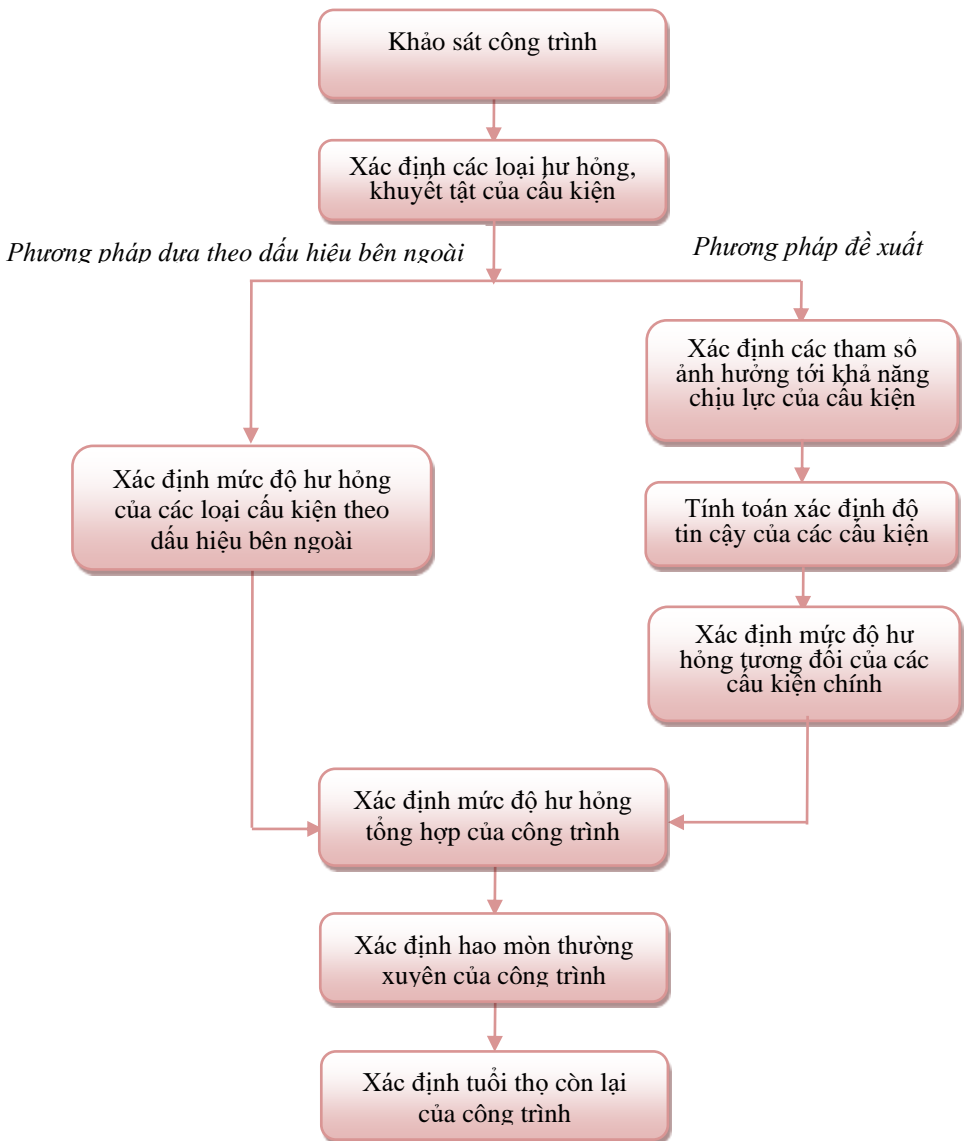 Khảo sát công trình
Xác định các loại hư hỏng,
khuyết tật của cấu kiện
Phương pháp dưa theo dấu hiêu bên ngoài
Phương pháp đề xuất
Xác định các tham sô
ảnh hưởng tới khả năng
chịu lực của cấu kiện
Xác định mức độ hư hỏng
của các loại cấu kiện theo
dấu hiệu bên ngoài
Tính toán xác đinh đô
tin cậy của các cấu kiện
Xác định mức độ hư
hỏng tương đối của các
cấu kiện chính
Xác định mức độ hư hỏng
tổng hợp của công trình
Xác định hao mòn thường
xuyên của công trình
Xác định tuổi thọ còn lại
của công trình